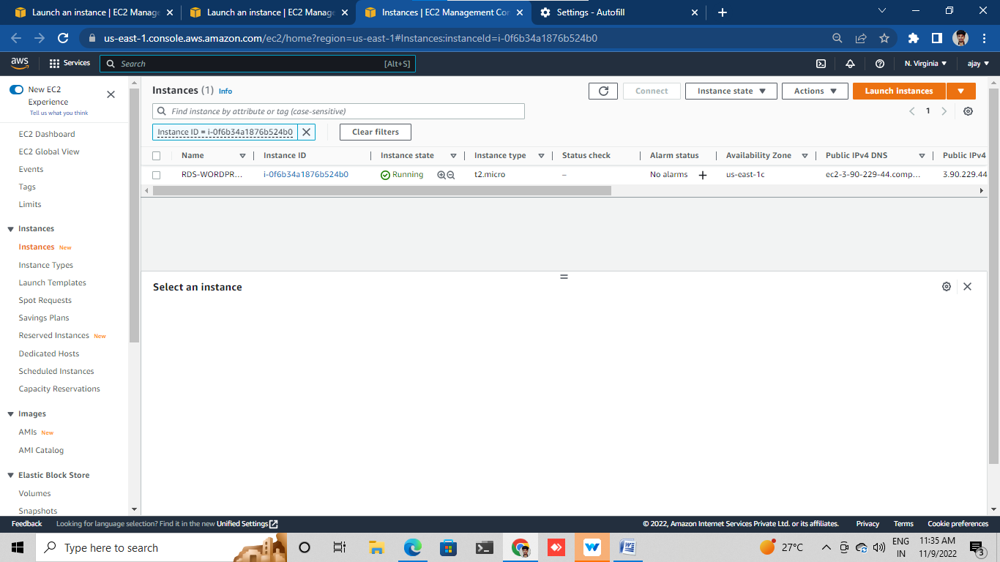 Launch an instance | EC2 Manage
Launch an instance | EC2 Manage
Instances | EC2 Management Con
Settings - Autofill
us-east-1.console.aws.amazon.com/ec2/home?region=us-east-1#Instances:instanceId=i-0f6b34a1876b524b0
aws
Services
Search
[Alt+S]
N. Virginia
ajay
New EC2
Experience
Tell us what you think
EC2 Dashboard
EC2 Global View
Events
Tags
Limits
Instances
Instances New
Instance Types
Launch Templates
Spot Requests
Savings Plans
Reserved Instances New
Dedicated Hosts
Scheduled Instances
Capacity Reservations
Images
AMIs New
AMI Catalog
Elastic Block Store
Volumes
Snapshots
Instances (1) Info
Connect
Instance state
Actions
Launch instances
Find instance by attribute or tag (case-sensitive)
1
Instance ID = i-0f6b34a1876b524b0
Clear filters
Name Instance ID Instance state Instance type Status check Alarm status Availability Zone Public IPv4 DNS Public IPv4
RDS-WORDPR... i-0f6b34a1876b524b0 Running t2.micro – No alarms + us-east-1c ec2-3-90-229-44.comp... 3.90.229.44
Select an instance
Feedback Looking for language selection? Find it in the new Unified Settings
© 2022, Amazon Internet Services Private Ltd. or its affiliates. Privacy Terms Cookie preferences
Type here to search
27°C
ENG
IN
11:35 AM
11/9/2022
3